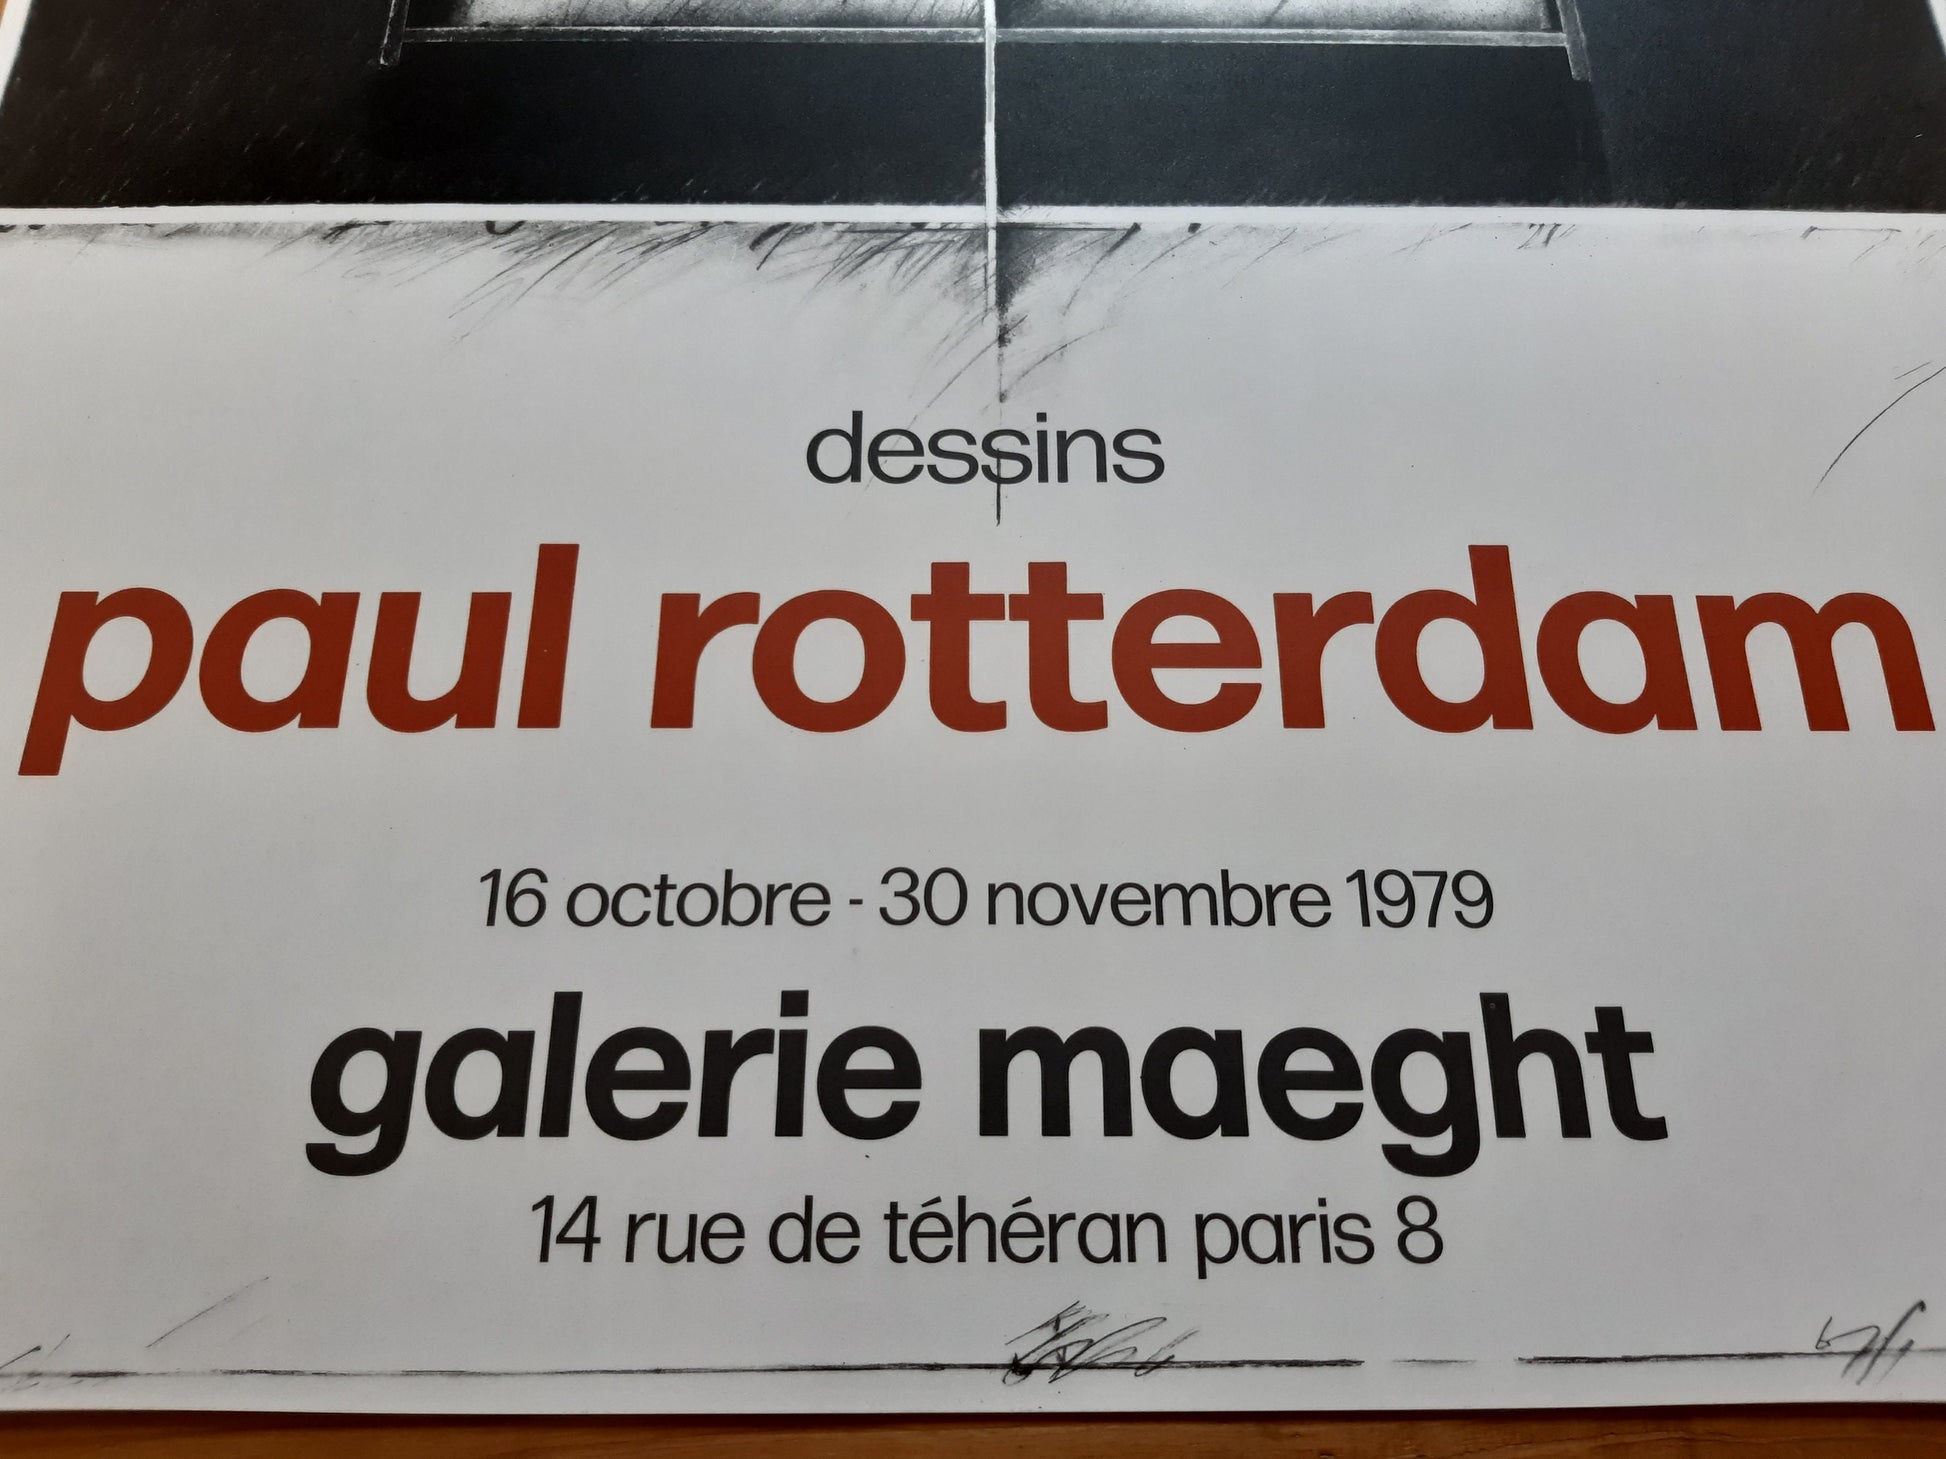 dessins
paul rotterdam
16 octobre - 30 novembre 1979
galerie maeght
14 rue de téhéran paris 8